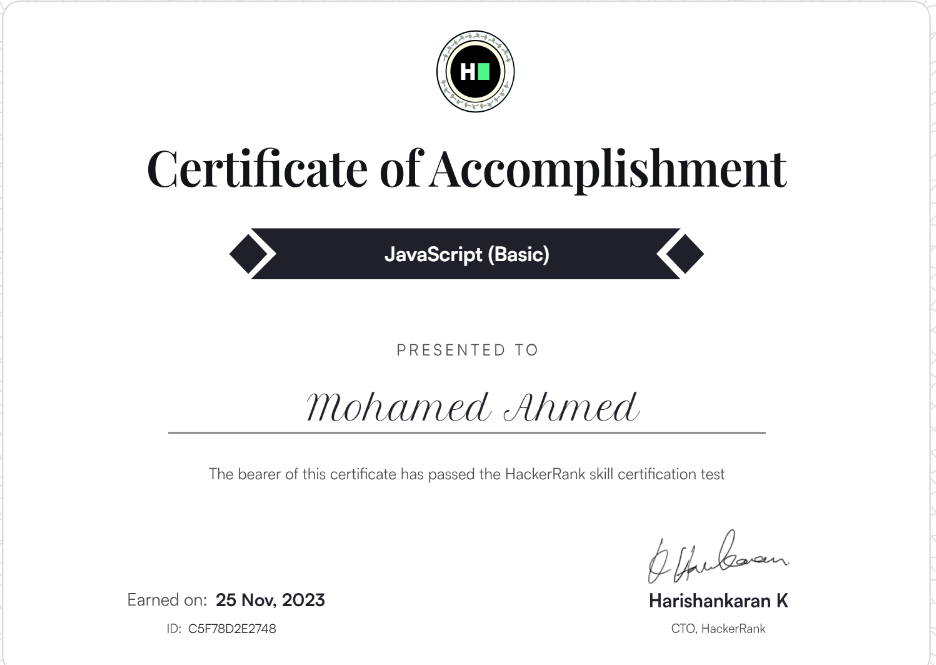 H
Certificate of Accomplishment
JavaScript (Basic)
PRESENTED TO
Mohamed Ahmed
The bearer of this certificate has passed the HackerRank skill certification test
Earned on: 25 Nov, 2023
ID: C5F78D2E2748
Harishankaran K
CTO, HackerRank